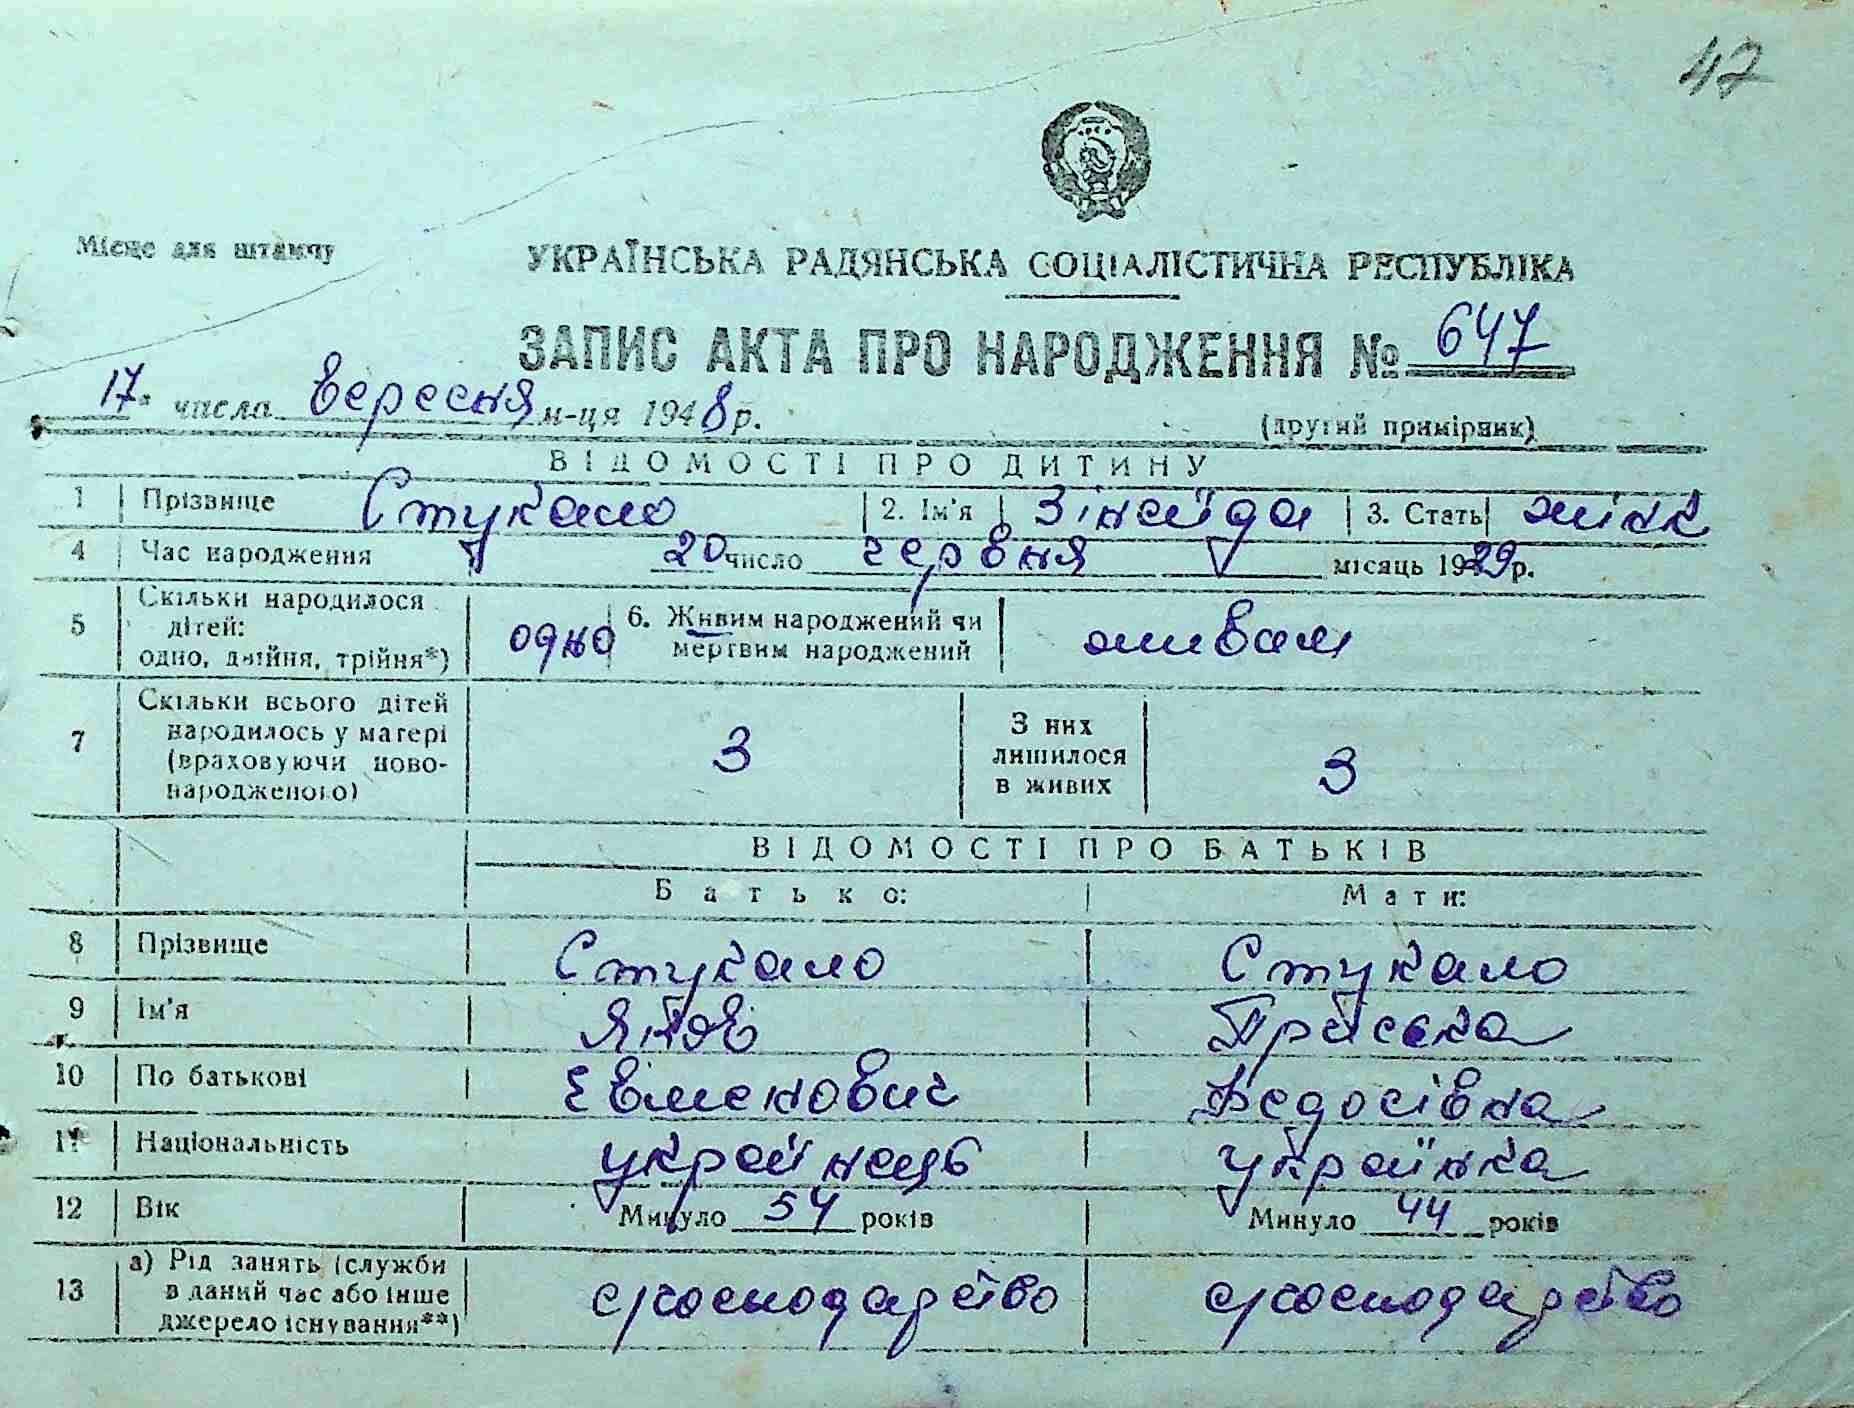 47
Місце для штампу
УКРАЇНСЬКА РАДЯНСЬКА СОЦІАЛІСТИЧНА РЕСПУБЛІКА
ЗАПИС АКТА ПРО НАРОДЖЕННЯ № 647
17 числа вересня м-ця 1948 р.
(другий примірник)
ВІДОМОСТІ ПРО ДИТИНУ
1 Прізвище Стукало 2. Ім'я Зінаїда 3. Стать жінк
4 Час народження 20 число червня місяць 1929 р.
5 Скільки народилося дітей: одно, двійня, трійня*) одно 6. Живим народжений чи мертвим народжений живам
7 Скільки всього дітей народилось у матері (враховуючи новонародженого) 3 З них лишилося в живих 3
ВІДОМОСТІ ПРО БАТЬКІВ
Батько: Мати:
8 Прізвище Стукало Стукало
9 Ім'я Яків Праська
10 По батькові Євменович Федосівна
11 Національність українець українка
12 Вік Минуло 54 років Минуло 44 років
13 а) Рід занять (служби в даний час або інше джерело існування**) с/господарство с/господарство